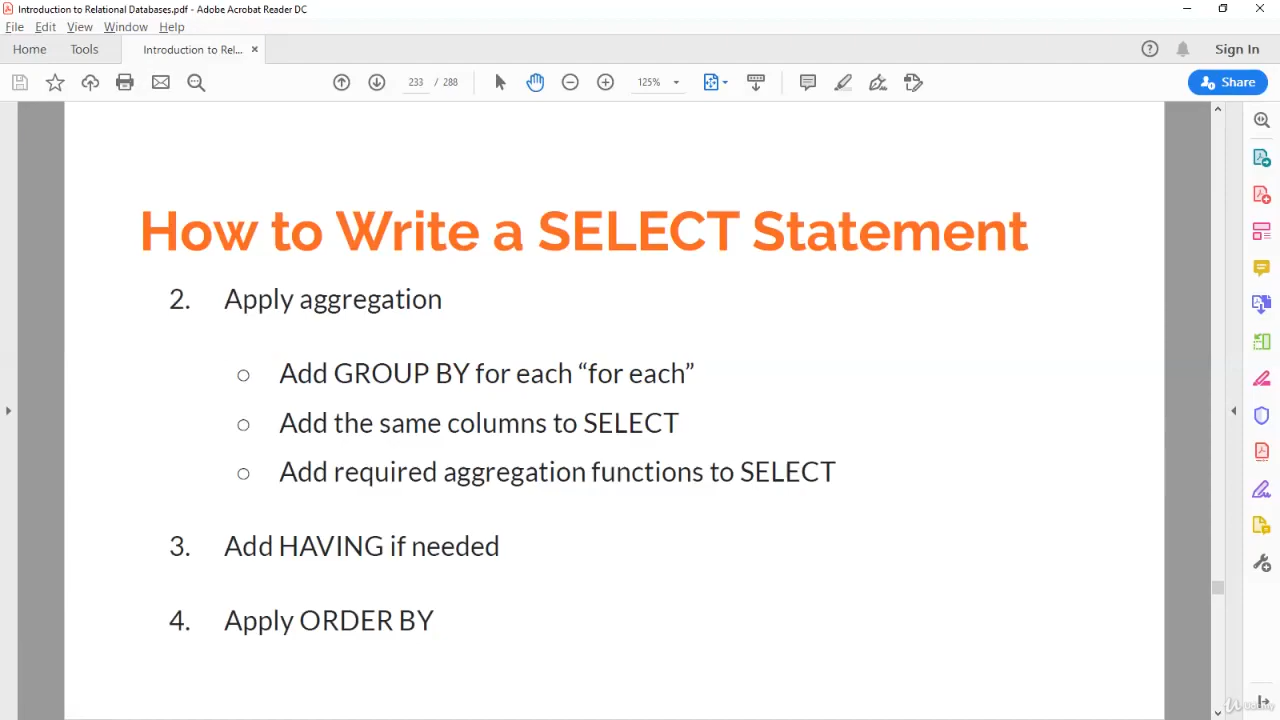 Introduction to Relational Databases.pdf - Adobe Acrobat Reader DC
File Edit View Window Help
Home Tools Introduction to Rel... × Sign In
233 / 288 125% Share
How to Write a SELECT Statement
2. Apply aggregation
○ Add GROUP BY for each “for each”
○ Add the same columns to SELECT
○ Add required aggregation functions to SELECT
3. Add HAVING if needed
4. Apply ORDER BY
Udemy